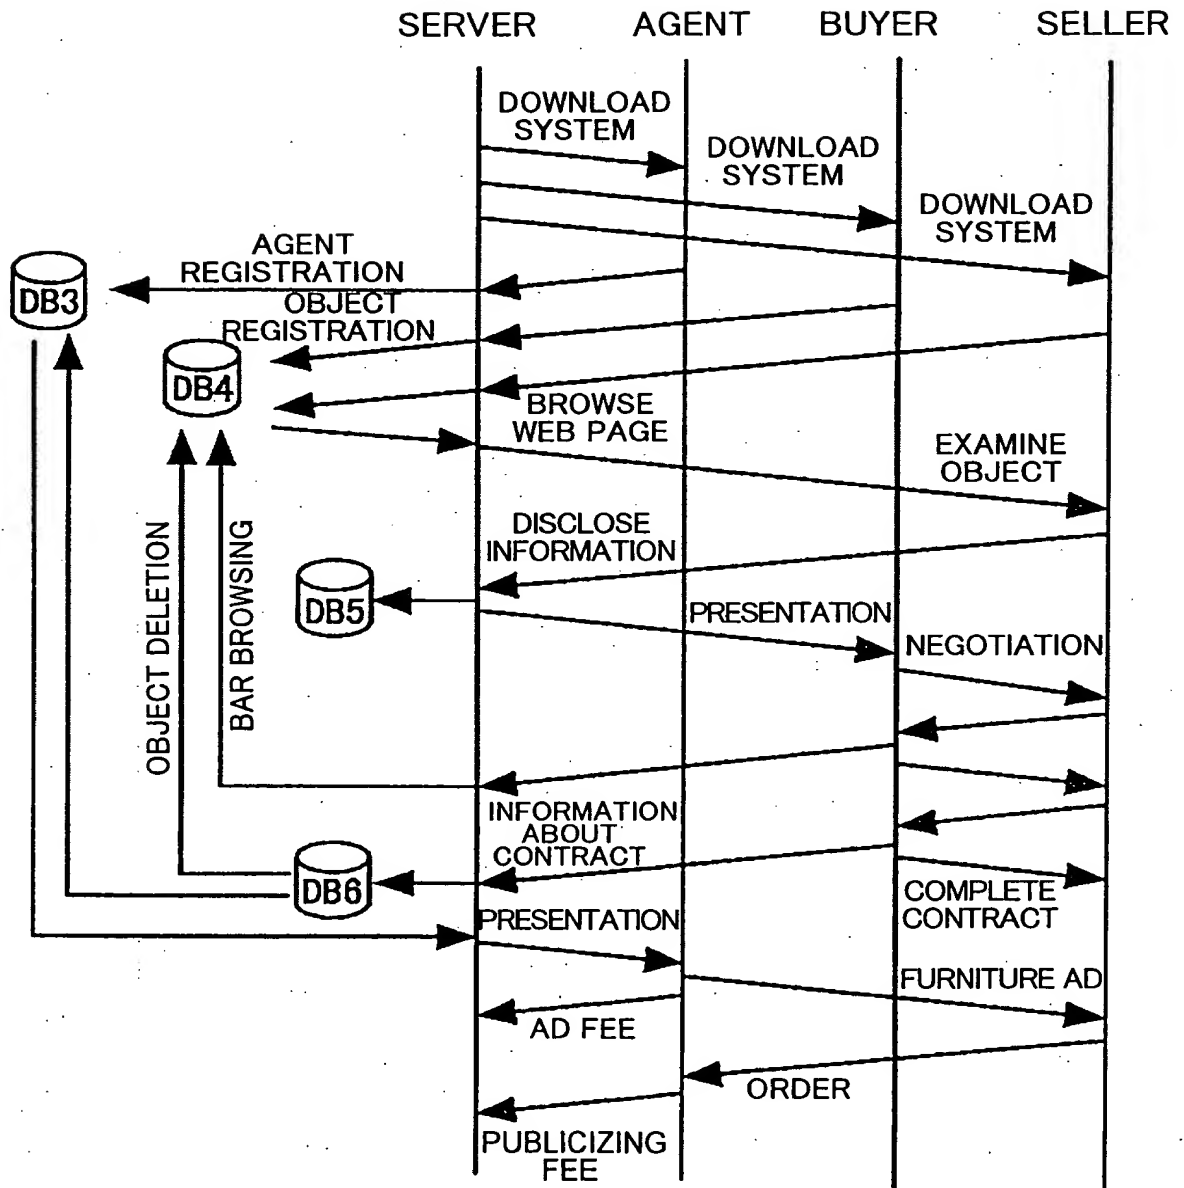 SERVER AGENT BUYER SELLER
DOWNLOAD
SYSTEM
DOWNLOAD
SYSTEM
DOWNLOAD
SYSTEM
AGENT
REGISTRATION
DB3
OBJECT
REGISTRATION
DB4
BROWSE
WEB PAGE
EXAMINE
OBJECT
DISCLOSE
INFORMATION
OBJECT DELETION
BAR BROWSING
DB5
PRESENTATION
NEGOTIATION
INFORMATION
ABOUT
CONTRACT
DB6
COMPLETE
CONTRACT
PRESENTATION
FURNITURE AD
AD FEE
ORDER
PUBLICIZING
FEE